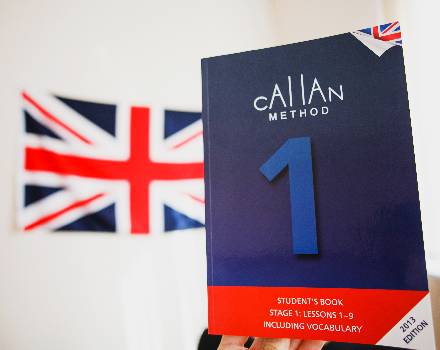 cAllAN
METHOD
1
STUDENT'S BOOK
STAGE 1: LESSONS 1–9
INCLUDING VOCABULARY
2013
EDITION